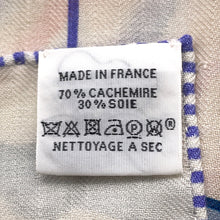 MADE IN FRANCE
70 % CACHEMIRE
30 % SOIE
NETTOYAGE A SEC